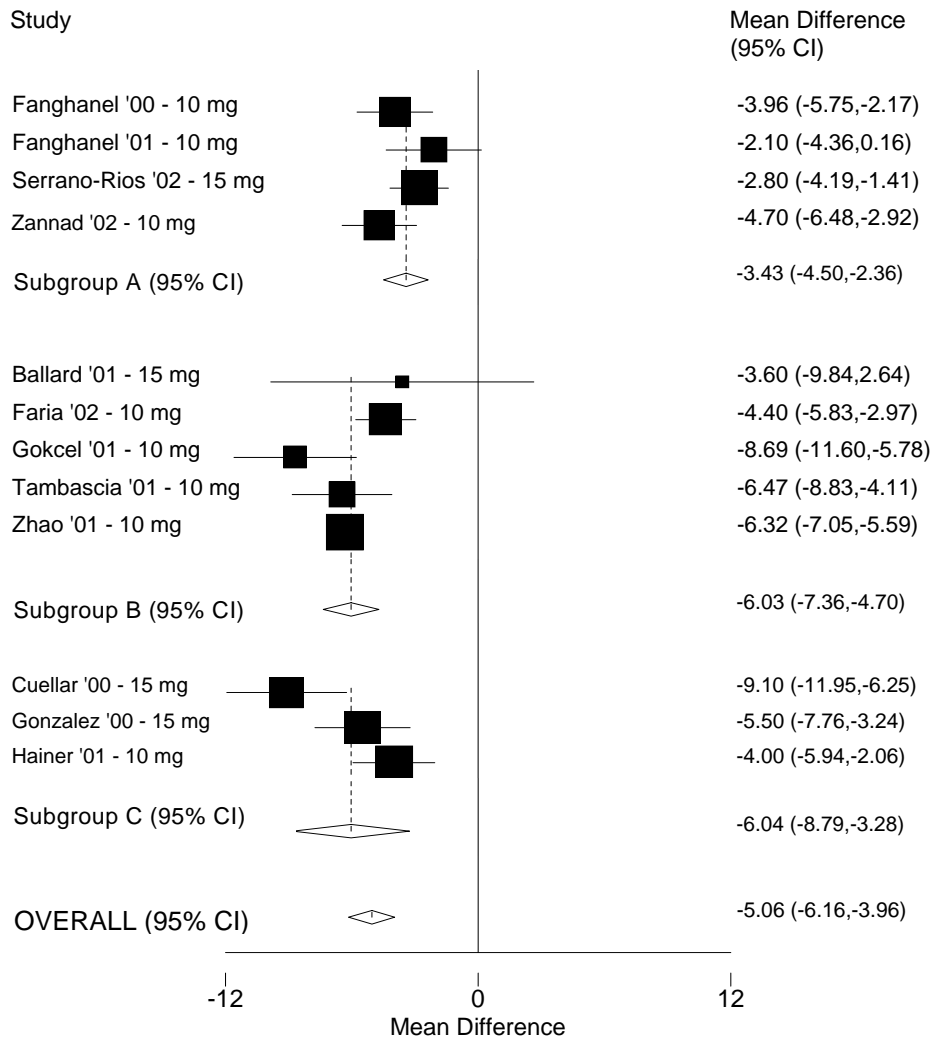 Study Mean Difference
(95% CI)
Fanghanel '00 - 10 mg -3.96 (-5.75,-2.17)
Fanghanel '01 - 10 mg -2.10 (-4.36,0.16)
Serrano-Rios '02 - 15 mg -2.80 (-4.19,-1.41)
Zannad '02 - 10 mg -4.70 (-6.48,-2.92)
Subgroup A (95% CI) -3.43 (-4.50,-2.36)
Ballard '01 - 15 mg -3.60 (-9.84,2.64)
Faria '02 - 10 mg -4.40 (-5.83,-2.97)
Gokcel '01 - 10 mg -8.69 (-11.60,-5.78)
Tambascia '01 - 10 mg -6.47 (-8.83,-4.11)
Zhao '01 - 10 mg -6.32 (-7.05,-5.59)
Subgroup B (95% CI) -6.03 (-7.36,-4.70)
Cuellar '00 - 15 mg -9.10 (-11.95,-6.25)
Gonzalez '00 - 15 mg -5.50 (-7.76,-3.24)
Hainer '01 - 10 mg -4.00 (-5.94,-2.06)
Subgroup C (95% CI) -6.04 (-8.79,-3.28)
OVERALL (95% CI) -5.06 (-6.16,-3.96)
-12 0 12
Mean Difference